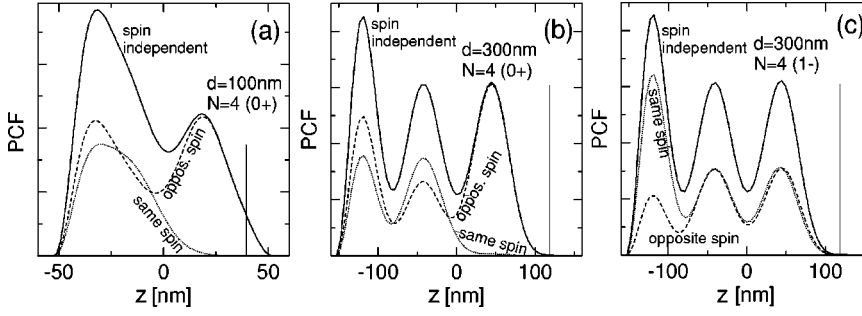 (a)
spin
independent
d=100nm
N=4 (0+)
oppos. spin
same spin
PCF
-50
0
50
z [nm]
(b)
spin
independent
d=300nm
N=4 (0+)
oppos. spin
same spin
PCF
-100
0
100
z [nm]
(c)
spin independent
d=300nm
N=4 (1-)
same spin
opposite spin
PCF
-100
0
100
z [nm]